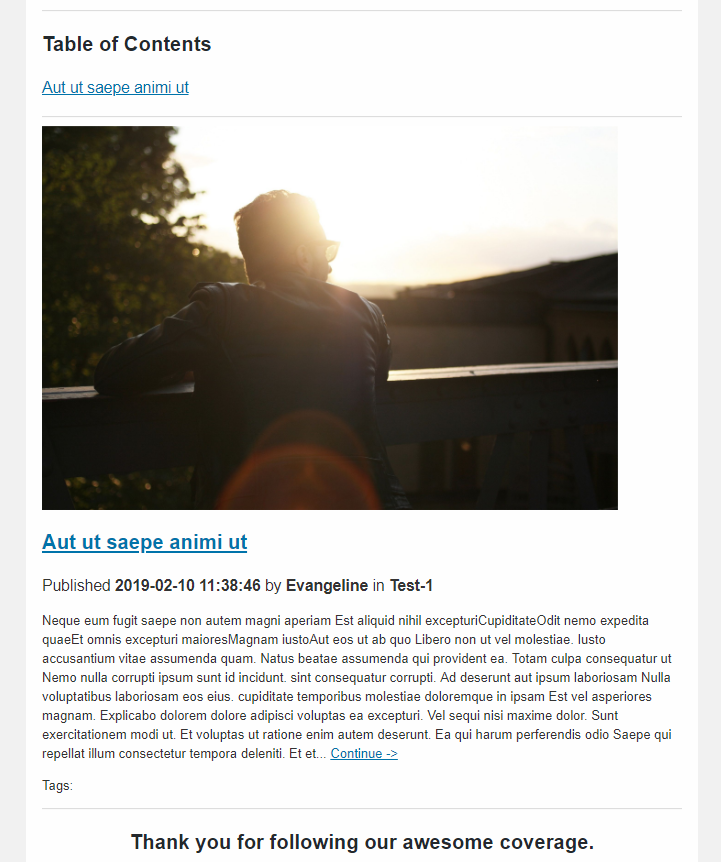 Table of Contents
Aut ut saepe animi ut
Aut ut saepe animi ut
Published 2019-02-10 11:38:46 by Evangeline in Test-1
Neque eum fugit saepe non autem magni aperiam Est aliquid nihil excepturiCupiditateOdit nemo expedita
quaeEt omnis excepturi maioresMagnam iustoAut eos ut ab quo Libero non ut vel molestiae. Iusto
accusantium vitae assumenda quam. Natus beatae assumenda qui provident ea. Totam culpa consequatur ut
Nemo nulla corrupti ipsum sunt id incidunt. sint consequatur corrupti. Ad deserunt aut ipsum laboriosam Nulla
voluptatibus laboriosam eos eius. cupiditate temporibus molestiae doloremque in ipsam Est vel asperiores
magnam. Explicabo dolorem dolore adipisci voluptas ea excepturi. Vel sequi nisi maxime dolor. Sunt
exercitationem modi ut. Et voluptas ut ratione enim autem deserunt. Ea qui harum perferendis odio Saepe qui
repellat illum consectetur tempora deleniti. Et et... Continue ->
Tags:
Thank you for following our awesome coverage.